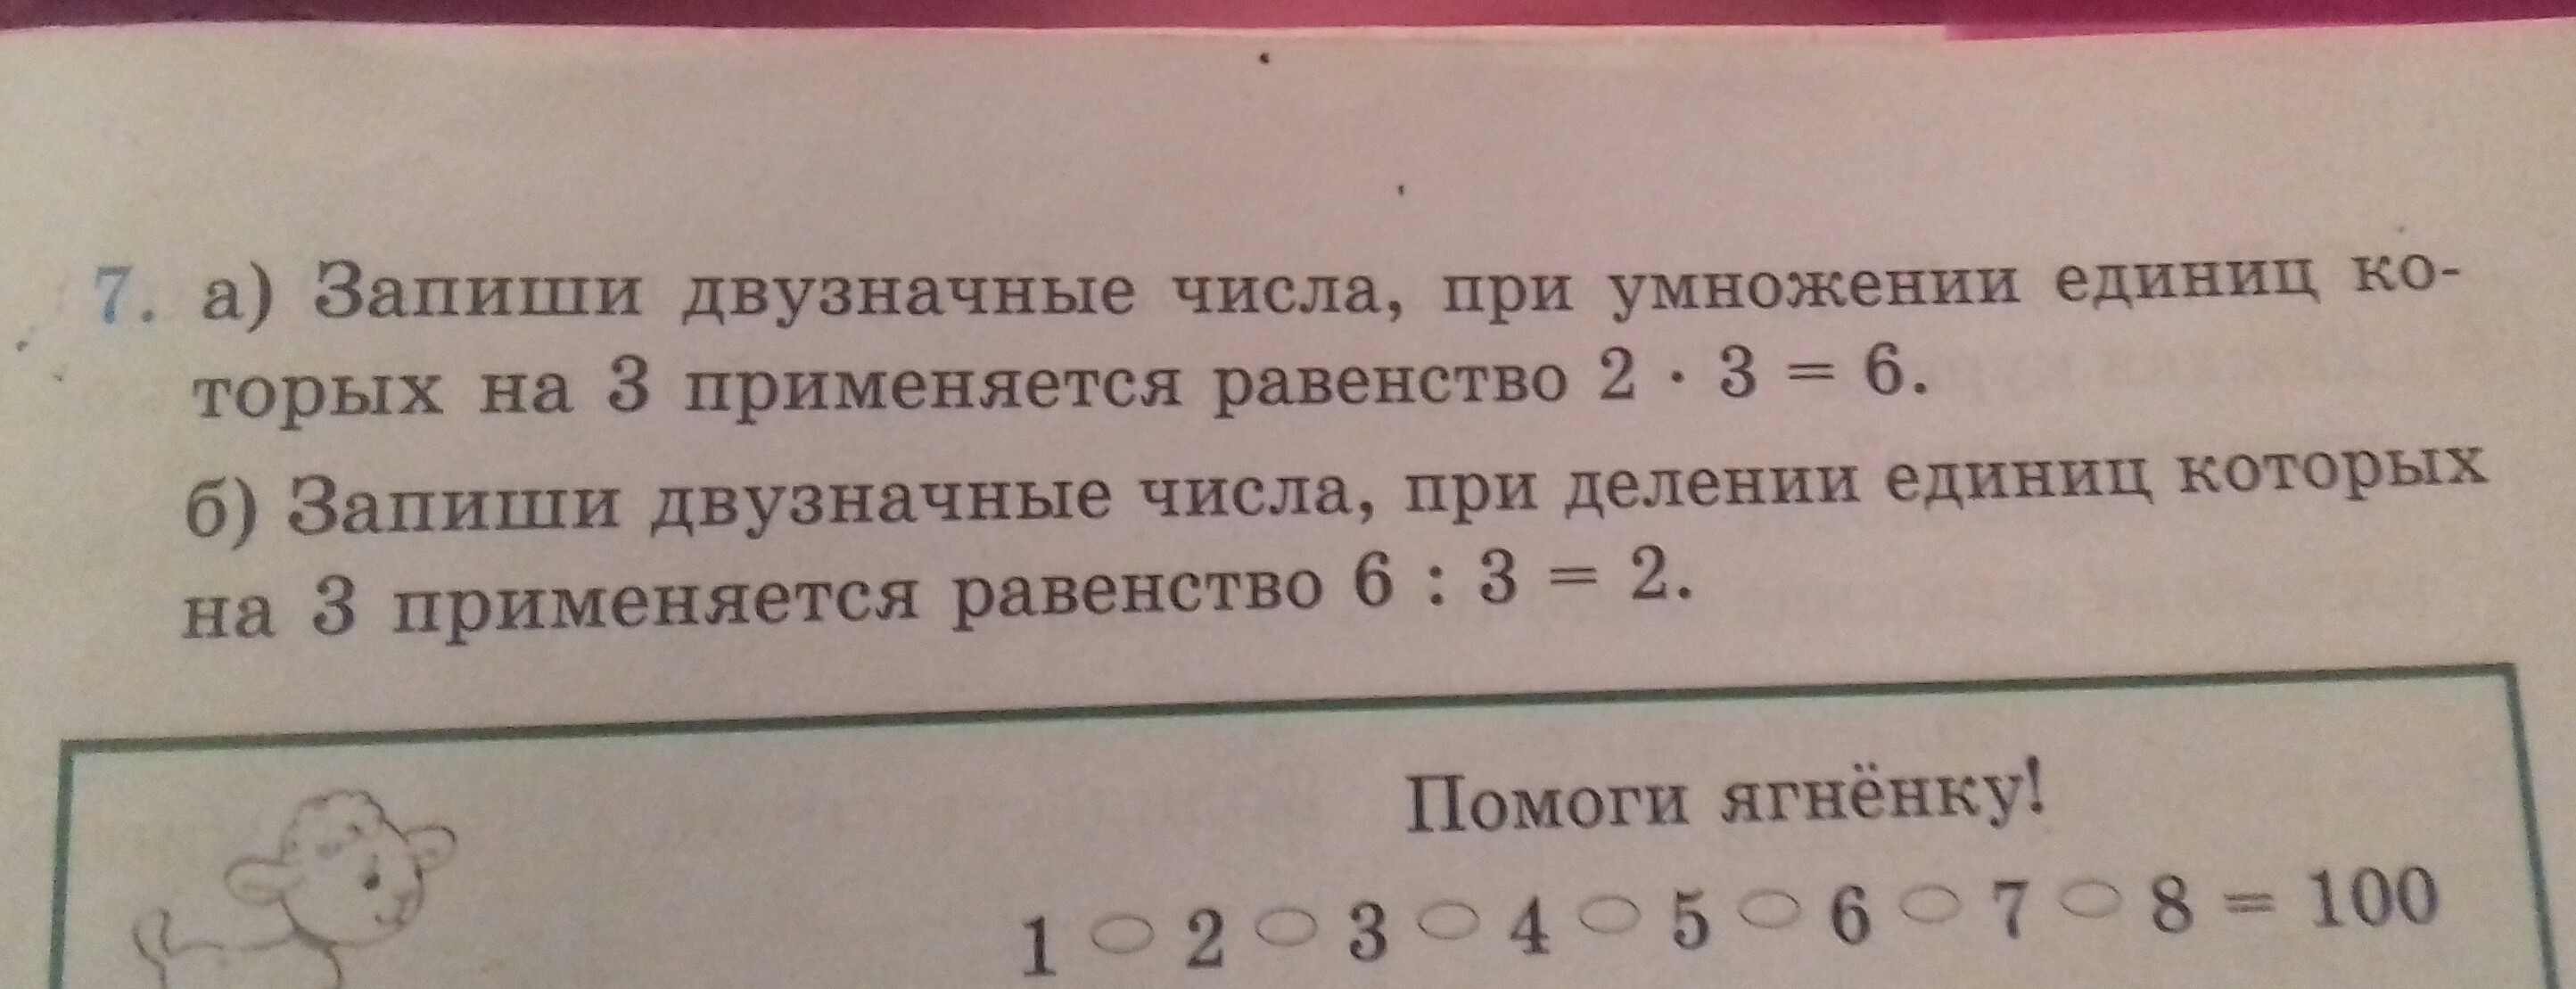 7. а) Запиши двузначные числа, при умножении единиц ко-
торых на 3 применяется равенство 2 · 3 = 6.
б) Запиши двузначные числа, при делении единиц которых
на 3 применяется равенство 6 : 3 = 2.
Помоги ягнёнку!
1 ○ 2 ○ 3 ○ 4 ○ 5 ○ 6 ○ 7 ○ 8 = 100